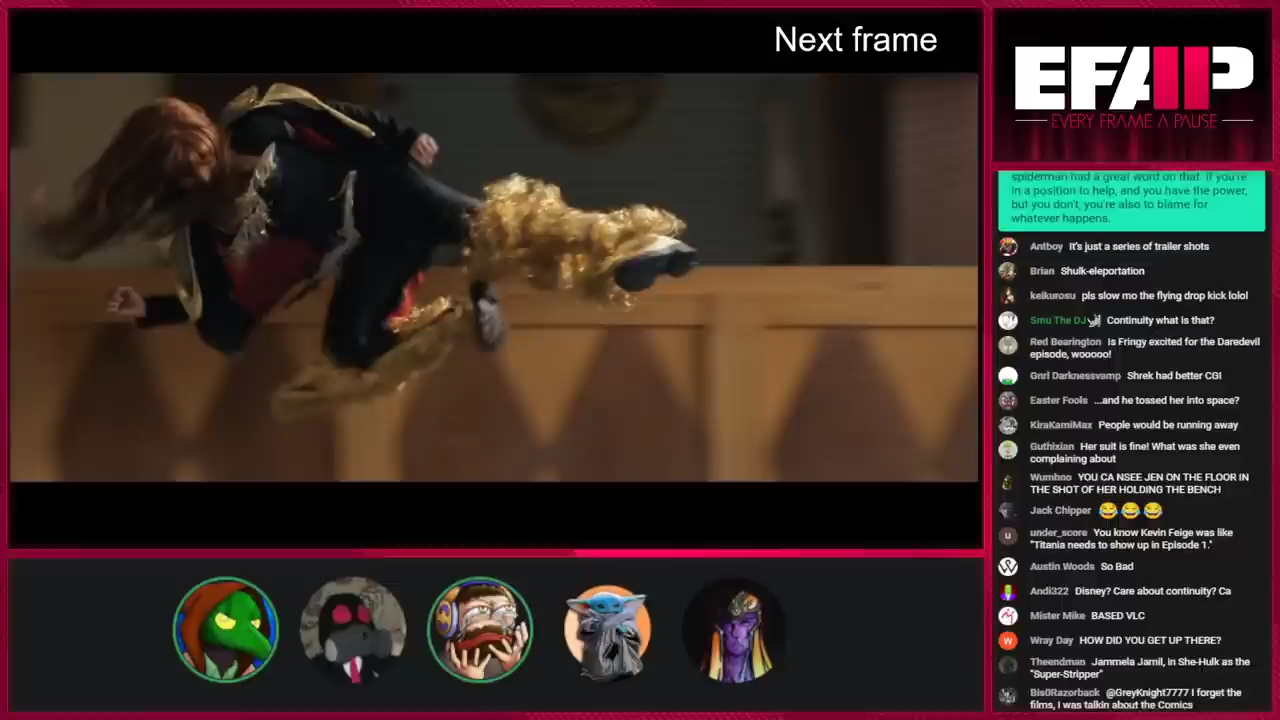 Next frame
EFAP
EVERY FRAME A PAUSE
spiderman had a great word on that. If you're
in a position to help, and you have the power,
but you don't, you're also to blame for
whatever happens.
Antboy It's just a series of trailer shots
Brian Shulk-eleportation
keikurosu pls slow mo the flying drop kick lolol
Smu The DJ Continuity what is that?
Red Bearington Is Fringy excited for the Daredevil
episode, wooooo!
Gnrl Darknessvamp Shrek had better CGI
Easter Fools ...and he tossed her into space?
KiraKamiMax People would be running away
Guthixian Her suit is fine! What was she even
complaining about
Wumhoo YOU CA NSEE JEN ON THE FLOOR IN
THE SHOT OF HER HOLDING THE BENCH
Jack Chipper 😂😂😂
u
under_score You know Kevin Feige was like
"Titania needs to show up in Episode 1."
Austin Woods So Bad
Andi322 Disney? Care about continuity? Ca
Mister Mike BASED VLC
W
Wray Day HOW DID YOU GET UP THERE?
Theendman Jammela Jamil, in She-Hulk as the
"Super-Stripper"
Bis0Razorback @GreyKnight7777 I forget the
films, I was talkin about the Comics